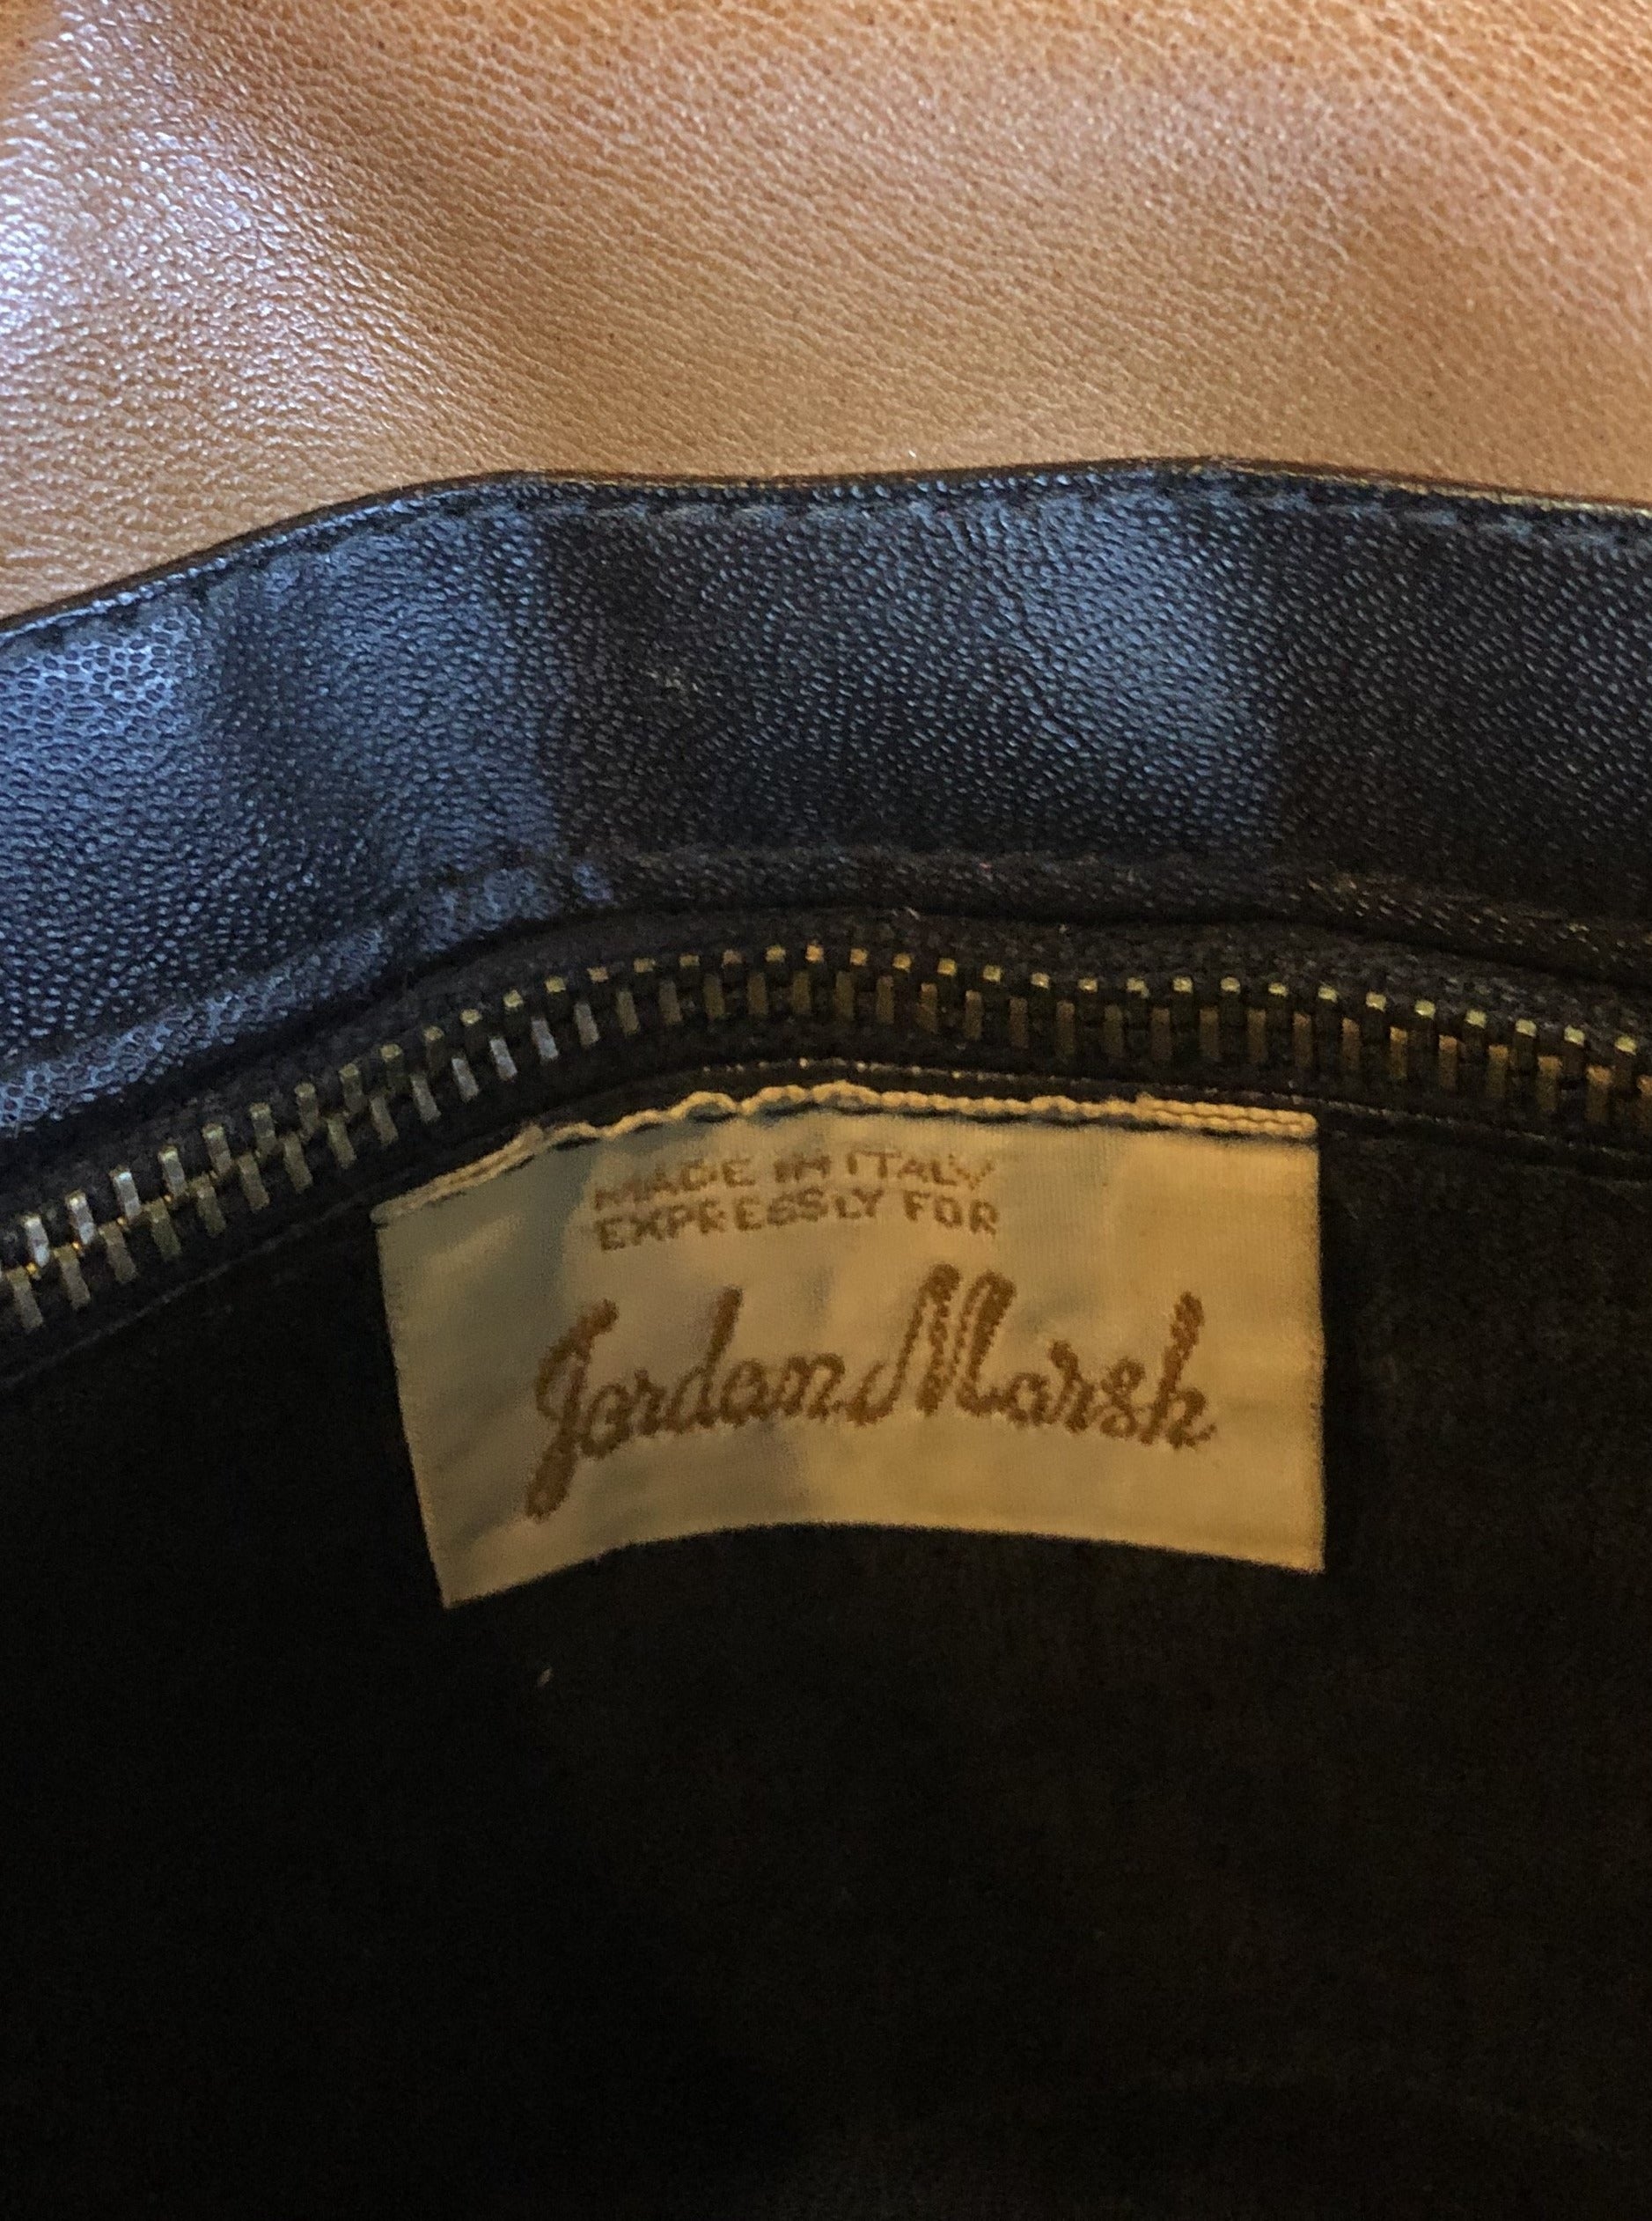 MADE IN ITALY
EXPRESSLY FOR
Jordan Marsh